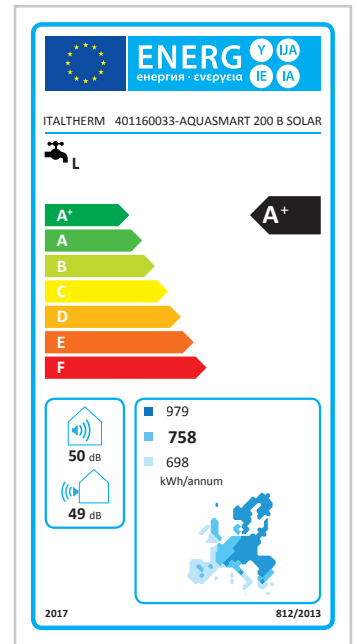 ENERG Y IJA
енергия · ενεργεια IE IA
ITALTHERM 401160033-AQUASMART 200 B SOLAR
L
A+
A+
A
B
C
D
E
F
979
758
698
kWh/annum
50 dB
49 dB
2017 812/2013